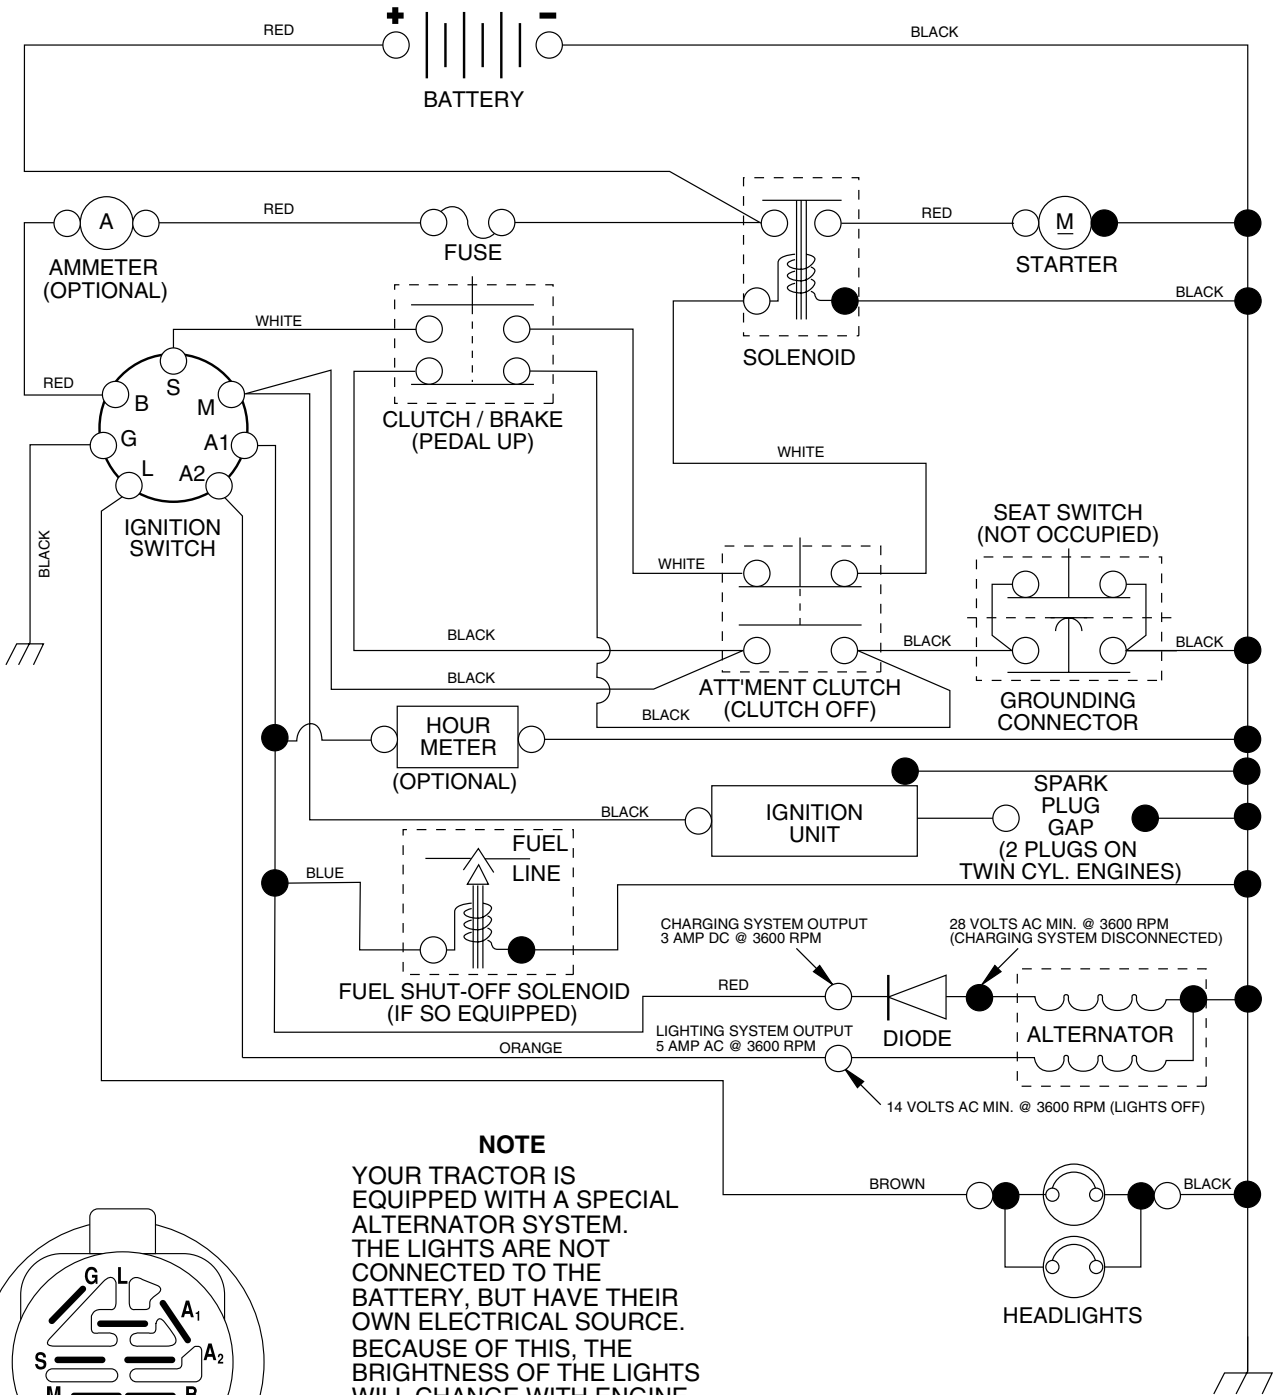 + −
RED
BLACK
BATTERY
A
RED
RED
M
FUSE
AMMETER
(OPTIONAL)
STARTER
BLACK
WHITE
SOLENOID
RED
S
B
M
CLUTCH / BRAKE
(PEDAL UP)
G
A1
L
A2
WHITE
IGNITION
SWITCH
BLACK
SEAT SWITCH
(NOT OCCUPIED)
WHITE
BLACK
BLACK
BLACK
BLACK
ATT'MENT CLUTCH
(CLUTCH OFF)
GROUNDING
CONNECTOR
BLACK
HOUR
METER
(OPTIONAL)
BLACK
IGNITION
UNIT
SPARK
PLUG
GAP
(2 PLUGS ON
TWIN CYL. ENGINES)
FUEL
LINE
BLUE
CHARGING SYSTEM OUTPUT
3 AMP DC @ 3600 RPM
28 VOLTS AC MIN. @ 3600 RPM
(CHARGING SYSTEM DISCONNECTED)
FUEL SHUT-OFF SOLENOID
(IF SO EQUIPPED)
RED
DIODE
ALTERNATOR
LIGHTING SYSTEM OUTPUT
5 AMP AC @ 3600 RPM
ORANGE
14 VOLTS AC MIN. @ 3600 RPM (LIGHTS OFF)
NOTE
YOUR TRACTOR IS
EQUIPPED WITH A SPECIAL
ALTERNATOR SYSTEM.
THE LIGHTS ARE NOT
CONNECTED TO THE
BATTERY, BUT HAVE THEIR
OWN ELECTRICAL SOURCE.
BECAUSE OF THIS, THE
BRIGHTNESS OF THE LIGHTS
WILL CHANGE WITH ENGINE
BROWN
BLACK
HEADLIGHTS
G L
A1
S
A2
M
B